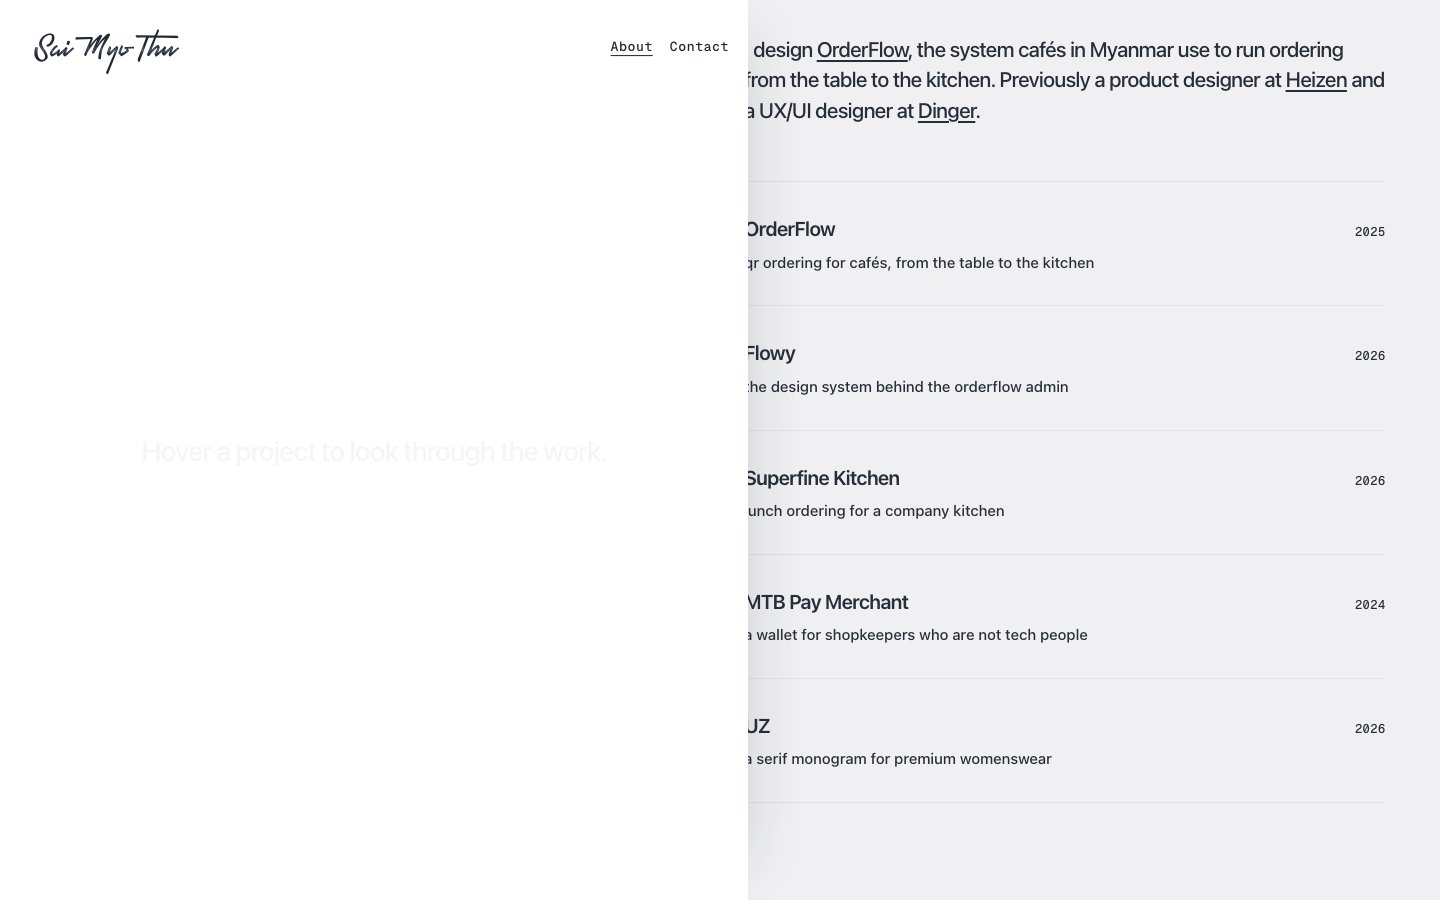 Sai Myo Thu
About Contact
Hover a project to look through the work.
design OrderFlow, the system cafés in Myanmar use to run ordering
from the table to the kitchen. Previously a product designer at Heizen and
a UX/UI designer at Dinger.
OrderFlow 2025
qr ordering for cafés, from the table to the kitchen
Flowy 2026
the design system behind the orderflow admin
Superfine Kitchen 2026
unch ordering for a company kitchen
MTB Pay Merchant 2024
a wallet for shopkeepers who are not tech people
UZ 2026
a serif monogram for premium womenswear